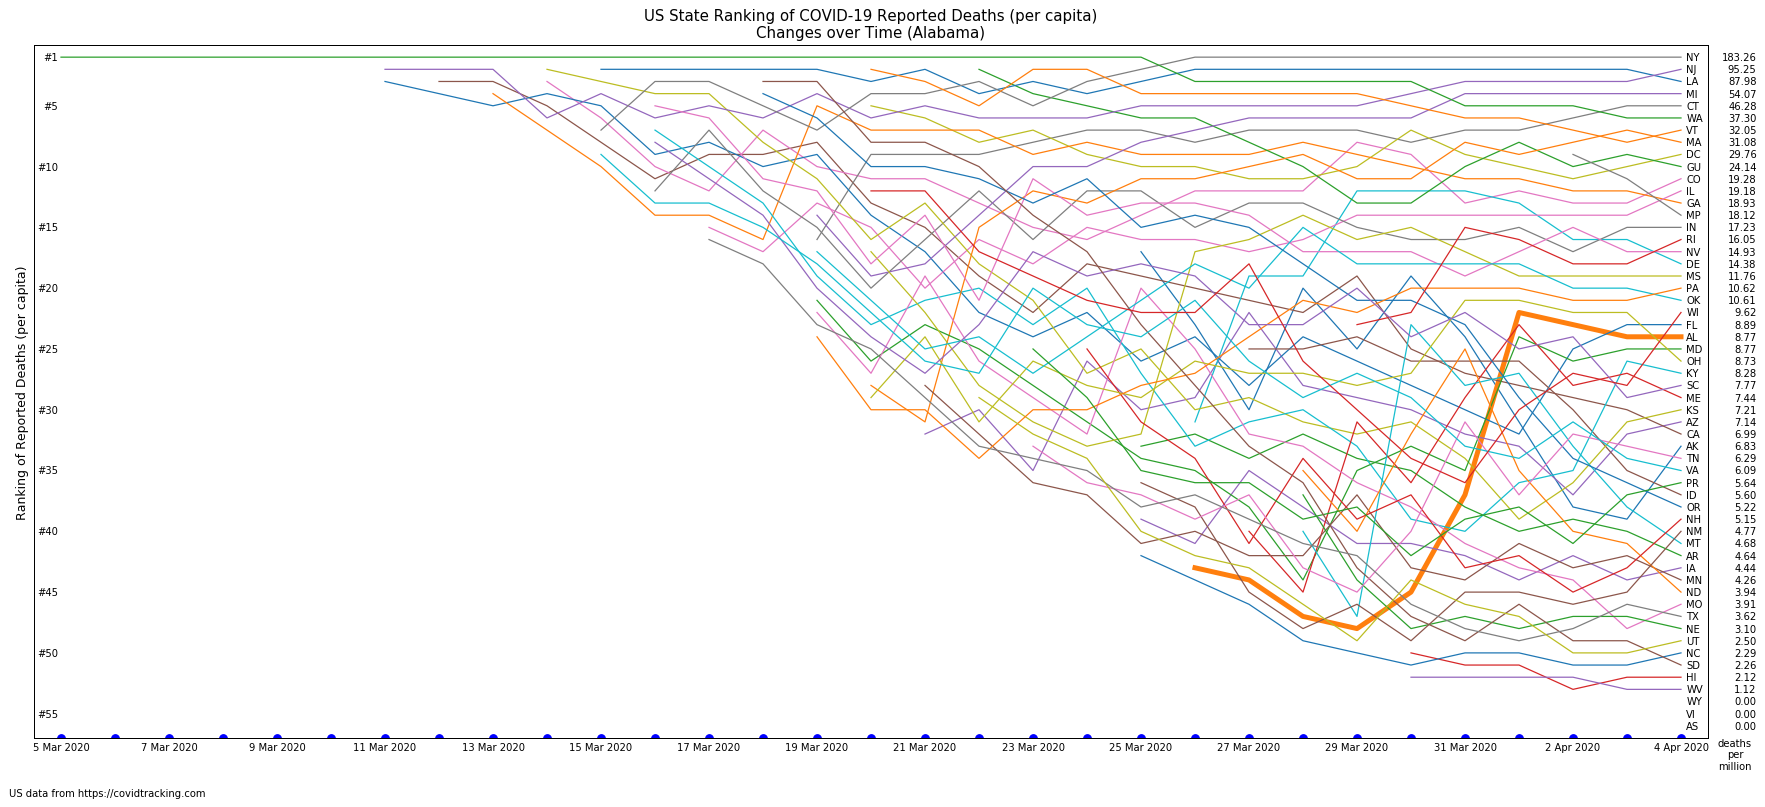 US State Ranking of COVID-19 Reported Deaths (per capita)
Changes over Time (Alabama)
Ranking of Reported Deaths (per capita)
#1
#5
#10
#15
#20
#25
#30
#35
#40
#45
#50
#55
NY 183.26
NJ 95.25
LA 87.98
MI 54.07
CT 46.28
WA 37.30
VT 32.05
MA 31.08
DC 29.76
GU 24.14
CO 19.28
IL 19.18
GA 18.93
MP 18.12
IN 17.23
RI 16.05
NV 14.93
DE 14.38
MS 11.76
PA 10.62
OK 10.61
WI 9.62
FL 8.89
AL 8.77
MD 8.77
OH 8.73
KY 8.28
SC 7.77
ME 7.44
KS 7.21
AZ 7.14
CA 6.99
AK 6.83
TN 6.29
VA 6.09
PR 5.64
ID 5.60
OR 5.22
NH 5.15
NM 4.77
MT 4.68
AR 4.64
IA 4.44
MN 4.26
ND 3.94
MO 3.91
TX 3.62
NE 3.10
UT 2.50
NC 2.29
SD 2.26
HI 2.12
WV 1.12
WY 0.00
VI 0.00
AS 0.00
5 Mar 2020 7 Mar 2020 9 Mar 2020 11 Mar 2020 13 Mar 2020 15 Mar 2020 17 Mar 2020 19 Mar 2020 21 Mar 2020 23 Mar 2020 25 Mar 2020 27 Mar 2020 29 Mar 2020 31 Mar 2020 2 Apr 2020 4 Apr 2020
deaths
per
million
US data from https://covidtracking.com